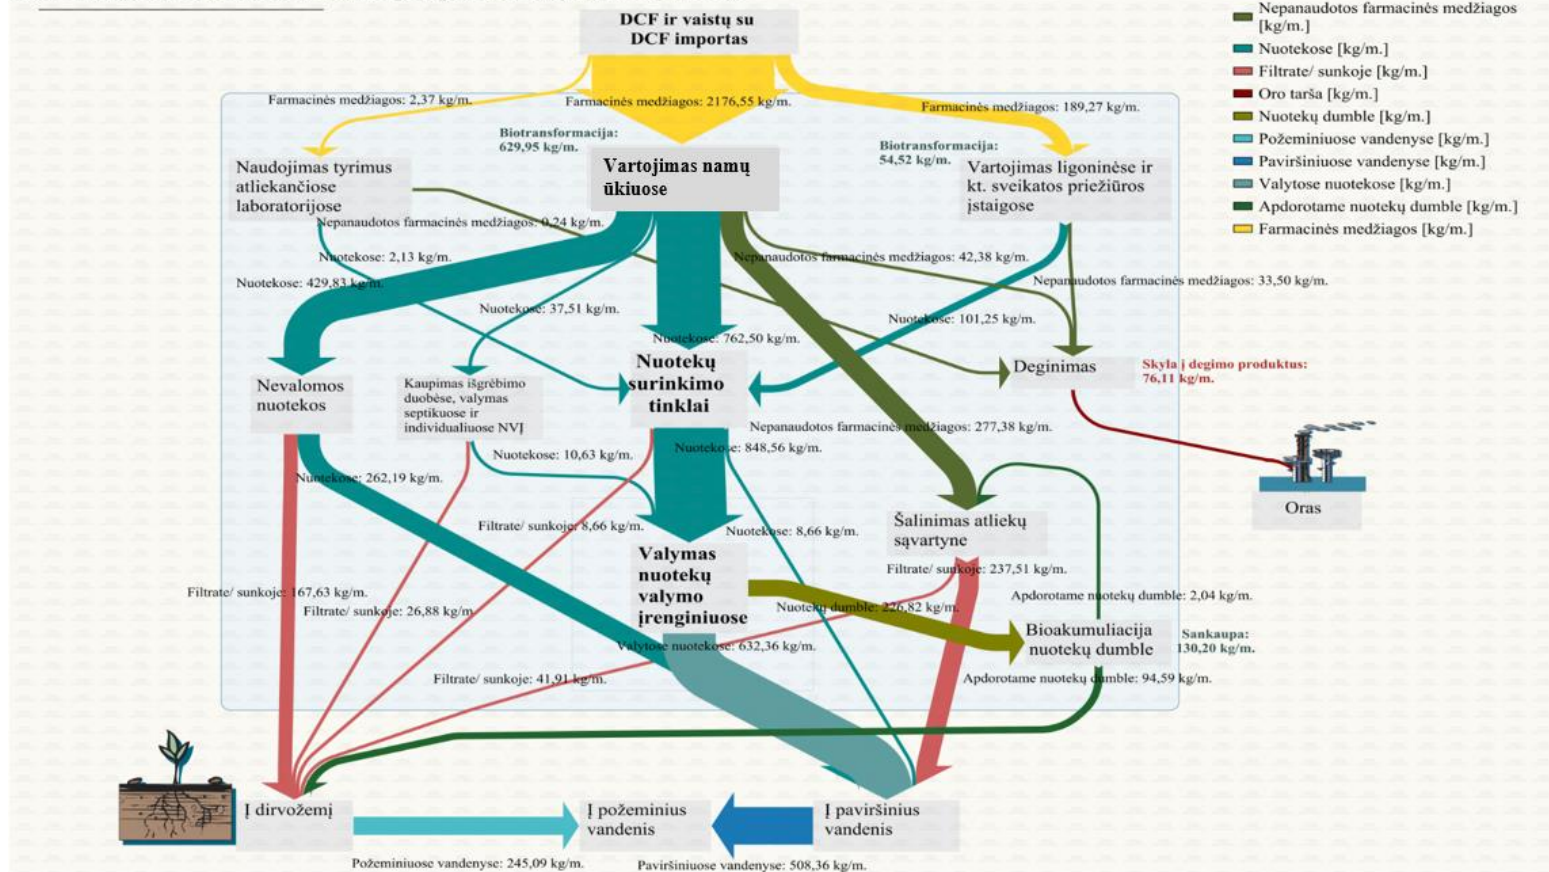 DCF ir vaistų su
DCF importas
Nepanaudotos farmacinės medžiagos
[kg/m.]
Nuotekose [kg/m.]
Filtrate/ sunkoje [kg/m.]
Oro tarša [kg/m.]
Nuotekų dumble [kg/m.]
Požeminiuose vandenyse [kg/m.]
Paviršiniuose vandenyse [kg/m.]
Valytose nuotekose [kg/m.]
Apdorotame nuotekų dumble [kg/m.]
Farmacinės medžiagos [kg/m.]
Farmacinės medžiagos: 2,37 kg/m.
Farmacinės medžiagos: 2176,55 kg/m.
Farmacinės medžiagos: 189,27 kg/m.
Biotransformacija:
629,95 kg/m.
Biotransformacija:
54,52 kg/m.
Naudojimas tyrimus
atliekančiose
laboratorijose
Vartojimas namų
ūkiuose
Vartojimas ligoninėse ir
kt. sveikatos priežiūros
įstaigose
Nepanaudotos farmacinės medžiagos: 0,24 kg/m.
Nuotekose: 2,13 kg/m.
Nepanaudotos farmacinės medžiagos: 42,38 kg/m.
Nuotekose: 429,83 kg/m.
Nepanaudotos farmacinės medžiagos: 33,50 kg/m.
Nuotekose: 37,51 kg/m.
Nuotekose: 101,25 kg/m.
Nuotekose: 762,50 kg/m.
Nevalomos
nuotekos
Kaupimas išgrėbimo
duobėse, valymas
septikuose ir
individualiuose NVĮ
Nuotekų
surinkimo
tinklai
Deginimas
Skyla į degimo produktus:
76,11 kg/m.
Nepanaudotos farmacinės medžiagos: 277,38 kg/m.
Nuotekose: 848,56 kg/m.
Nuotekose: 10,63 kg/m.
Nuotekose: 262,19 kg/m.
Oras
Filtrate/ sunkoje: 8,66 kg/m.
Nuotekose: 8,66 kg/m.
Šalinimas atliekų
sąvartyne
Valymas
nuotekų
valymo
įrenginiuose
Filtrate/ sunkoje: 237,51 kg/m.
Filtrate/ sunkoje: 167,63 kg/m.
Filtrate/ sunkoje: 26,88 kg/m
Nuotekų dumble: 226,82 kg/m.
Apdorotame nuotekų dumble: 2,04 kg/m.
Bioakumuliacija
nuotekų dumble
Sankaupa:
130,20 kg/m.
Valytose nuotekose: 632,36 kg/m.
Filtrate/ sunkoje: 41,91 kg/m.
Apdorotame nuotekų dumble: 94,59 kg/m.
Į dirvožemį
Į požeminius
vandenis
Į paviršinius
vandenis
Požeminiuose vandenyse: 245,09 kg/m.
Paviršiniuose vandenyse: 508,36 kg/m.